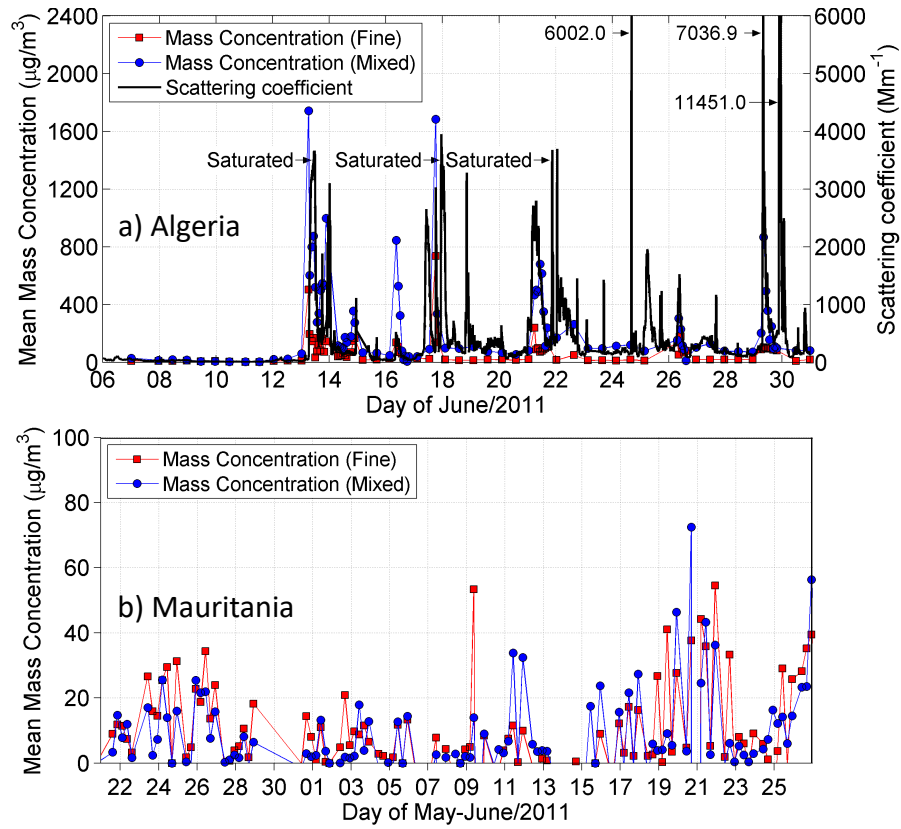 2400
2000
1600
1200
800
400
0
Mean Mass Concentration (μg/m³)
6000
5000
4000
3000
2000
1000
0
Scattering coefficient (Mm⁻¹)
Mass Concentration (Fine)
Mass Concentration (Mixed)
Scattering coefficient
6002.0
7036.9
11451.0
Saturated
Saturated
Saturated
a) Algeria
06 08 10 12 14 16 18 20 22 24 26 28 30
Day of June/2011
100
80
60
40
20
0
Mean Mass Concentration (μg/m³)
Mass Concentration (Fine)
Mass Concentration (Mixed)
b) Mauritania
22 24 26 28 30 01 03 05 07 09 11 13 15 17 19 21 23 25
Day of May-June/2011